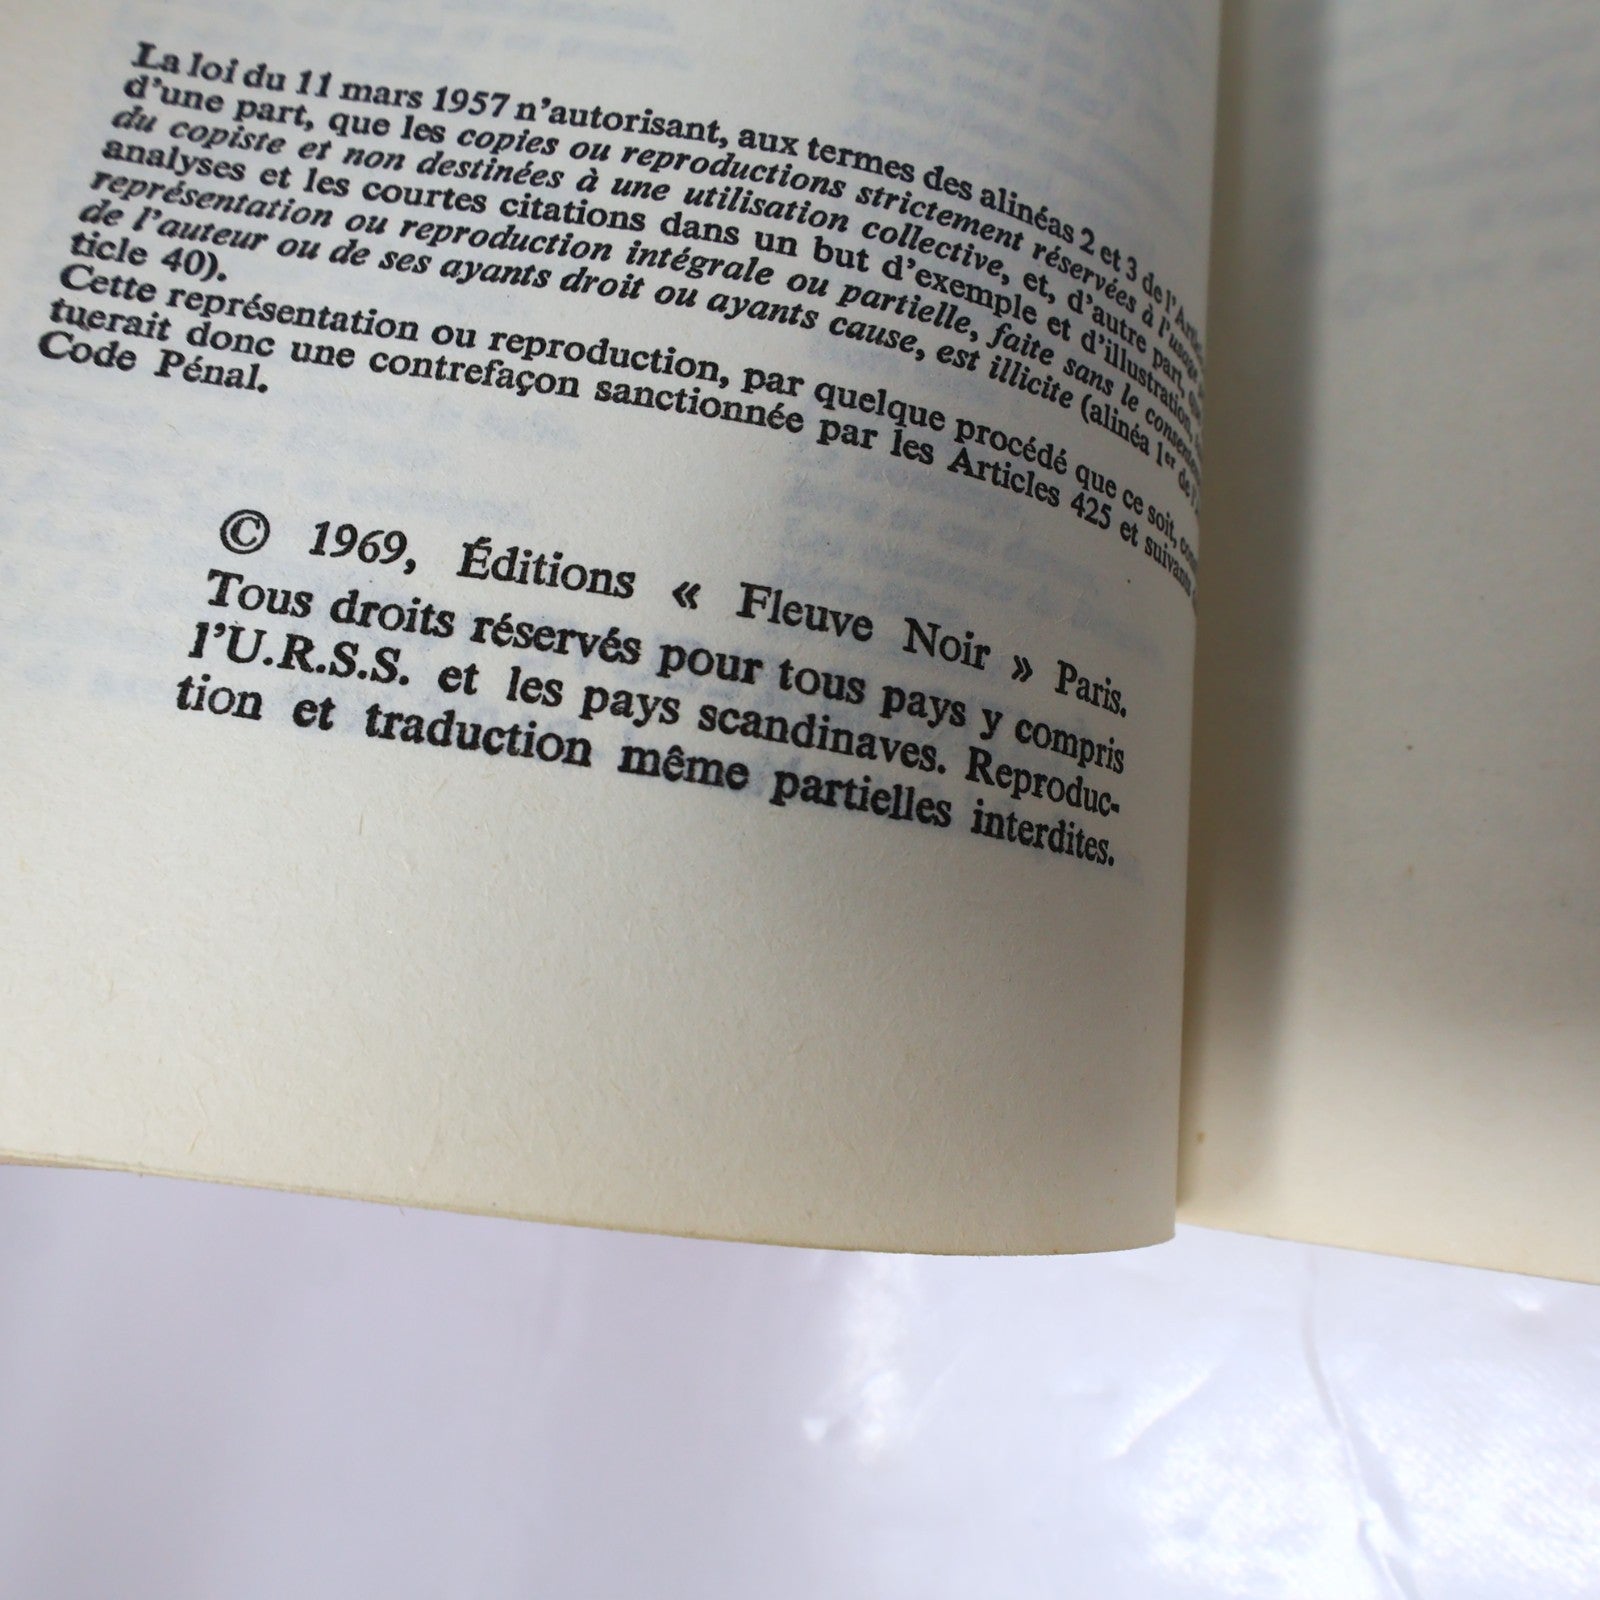 La loi du 11 mars 1957 n'autorisant, aux termes des alinéas 2 et 3 de l'Article
d'une part, que les copies ou reproductions strictement réservées à l'usage
du copiste et non destinées à une utilisation collective, et, d'autre part, que
analyses et les courtes citations dans un but d'exemple et d'illustration,
représentation ou reproduction intégrale ou partielle, faite sans le
de l'auteur ou de ses ayants droit ou ayants cause, est illicite (alinéa 1er de
ticle 40).
Cette représentation ou reproduction, par quelque procédé que ce soit,
tuerait donc une contrefaçon sanctionnée par les Articles 425 et suivants
Code Pénal.
© 1969, Éditions « Fleuve Noir » Paris.
Tous droits réservés pour tous pays y compris
l'U.R.S.S. et les pays scandinaves. Reproduc-
tion et traduction même partielles interdites.